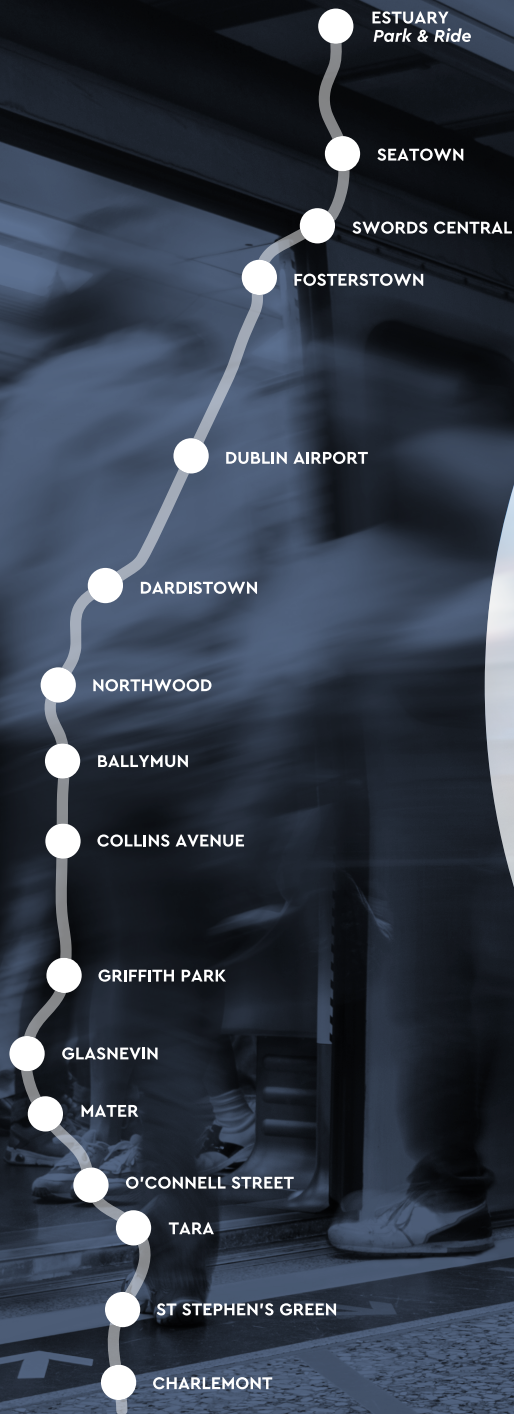 ESTUARY
Park & Ride
SEATOWN
SWORDS CENTRAL
FOSTERSTOWN
DUBLIN AIRPORT
DARDISTOWN
NORTHWOOD
BALLYMUN
COLLINS AVENUE
GRIFFITH PARK
GLASNEVIN
MATER
O'CONNELL STREET
TARA
ST STEPHEN'S GREEN
CHARLEMONT